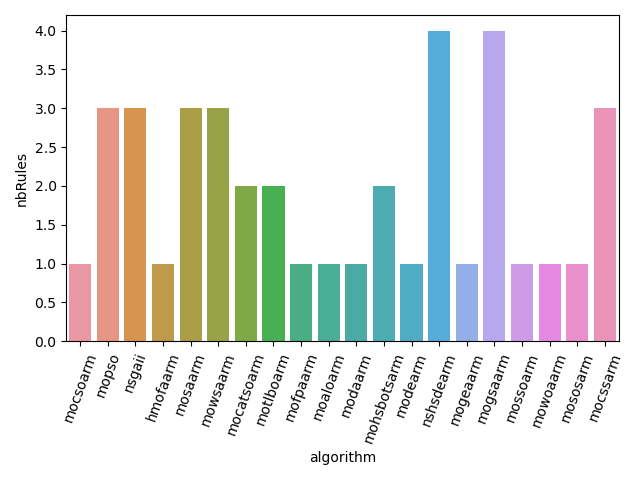 4.0
3.5
3.0
2.5
2.0
1.5
1.0
0.5
0.0
nbRules
mocsoarm
mopso
nsgaii
hmofaarm
mosaarm
mowsaarm
mocatsoarm
motlboarm
mofpaarm
moaloarm
modaarm
mohsbotsarm
modearm
nshsdearm
mogeaarm
mogsaarm
mossoarm
mowoaarm
mososarm
mocssarm
algorithm